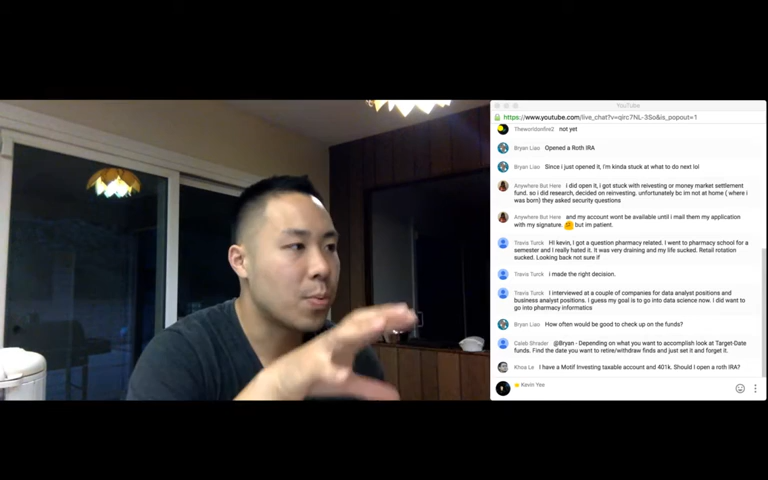 YouTube
https://www.youtube.com/live_chat?v=qirc7NL-3So&is_popout=1
Theworldonfire2 not yet
Bryan Liao Opened a Roth IRA
Bryan Liao Since i just opened it, I'm kinda stuck at what to do next lol
Anywhere But Here i did open it, i got stuck with reivesting or money market settlement
fund. so i did research, decided on reinvesting. unfortunately bc im not at home ( where i
was born) they asked security questions
Anywhere But Here and my account wont be available until i mail them my application
with my signature. but im patient.
Travis Turck Hi kevin, I got a question pharmacy related. I went to pharmacy school for a
semester and I really hated it. It was very draining and my life sucked. Retail rotation
sucked. Looking back not sure if
Travis Turck i made the right decision.
Travis Turck I interviewed at a couple of companies for data analyst positions and
business analyst positions. I guess my goal is to go into data science now. I did want to
go into pharmacy informatics
Bryan Liao How often would be good to check up on the funds?
Caleb Shrader @Bryan - Depending on what you want to accomplish look at Target-Date
funds. Find the date you want to retire/withdraw finds and just set it and forget it.
Khoa Le I have a Motif Investing taxable account and 401k. Should I open a roth IRA?
Kevin Yee